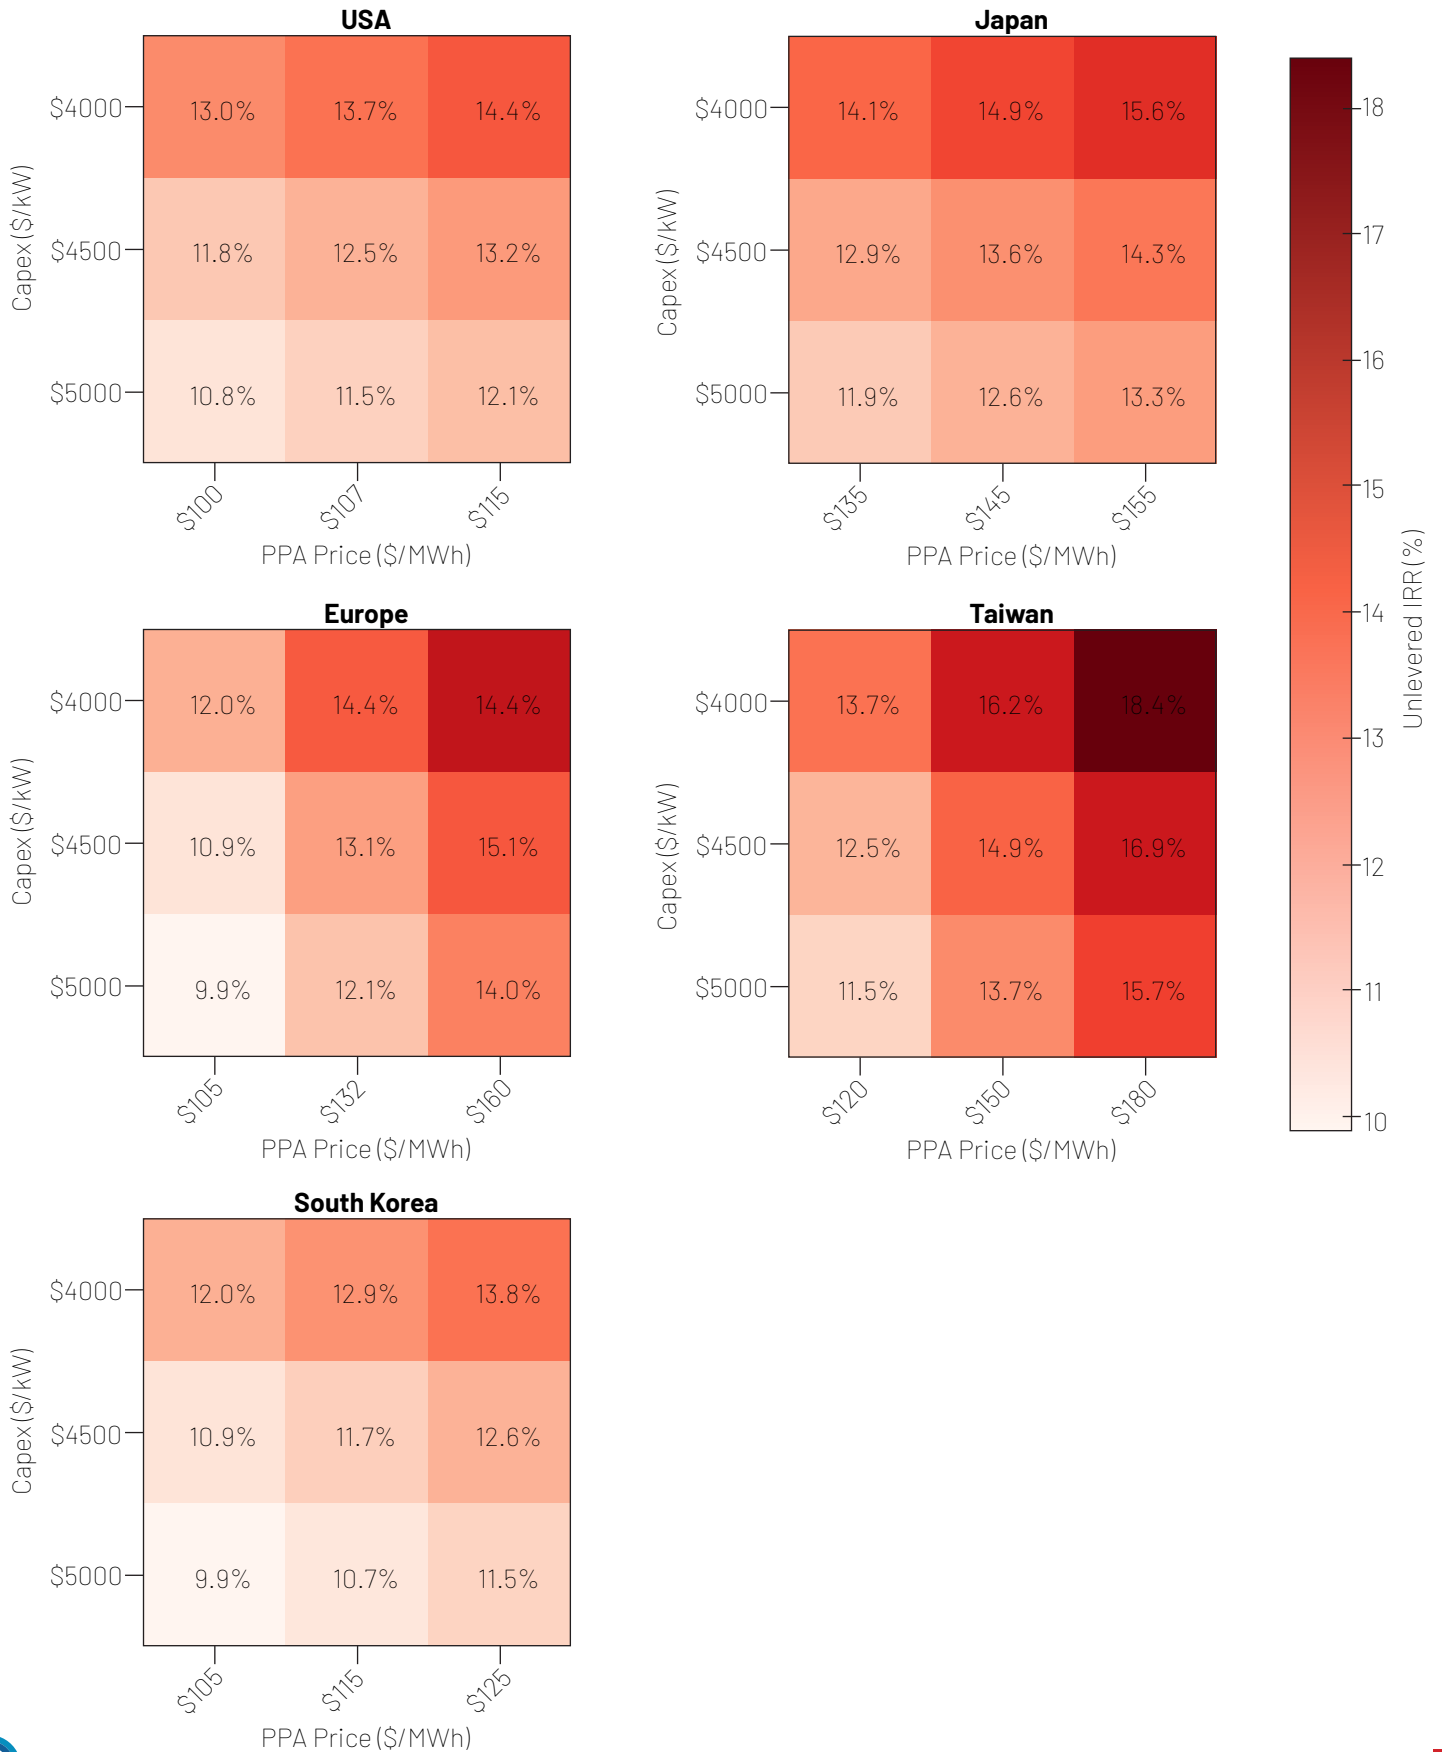 USA
Capex ($/kW)
$4000
13.0% 13.7% 14.4%
$4500
11.8% 12.5% 13.2%
$5000
10.8% 11.5% 12.1%
$100 $107 $115
PPA Price ($/MWh)
Japan
Capex ($/kW)
$4000
14.1% 14.9% 15.6%
$4500
12.9% 13.6% 14.3%
$5000
11.9% 12.6% 13.3%
$135 $145 $155
PPA Price ($/MWh)
Europe
Capex ($/kW)
$4000
12.0% 14.4% 14.4%
$4500
10.9% 13.1% 15.1%
$5000
9.9% 12.1% 14.0%
$105 $132 $160
PPA Price ($/MWh)
Taiwan
Capex ($/kW)
$4000
13.7% 16.2% 18.4%
$4500
12.5% 14.9% 16.9%
$5000
11.5% 13.7% 15.7%
$120 $150 $180
PPA Price ($/MWh)
South Korea
Capex ($/kW)
$4000
12.0% 12.9% 13.8%
$4500
10.9% 11.7% 12.6%
$5000
9.9% 10.7% 11.5%
$105 $115 $125
PPA Price ($/MWh)
18
17
16
15
14
13
12
11
10
Unlevered IRR (%)